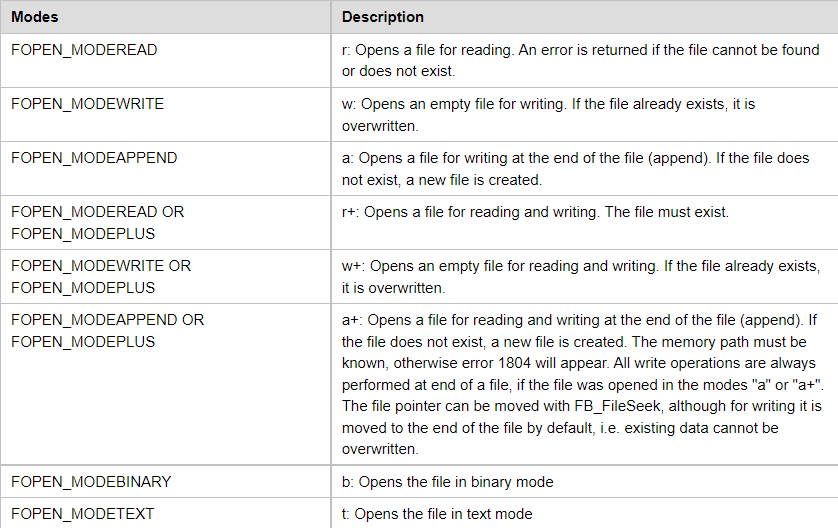 Modes Description
FOPEN_MODEREAD r: Opens a file for reading. An error is returned if the file cannot be found
or does not exist.
FOPEN_MODEWRITE w: Opens an empty file for writing. If the file already exists, it is
overwritten.
FOPEN_MODEAPPEND a: Opens a file for writing at the end of the file (append). If the file does
not exist, a new file is created.
FOPEN_MODEREAD OR r+: Opens a file for reading and writing. The file must exist.
FOPEN_MODEPLUS
FOPEN_MODEWRITE OR w+: Opens an empty file for reading and writing. If the file already exists,
FOPEN_MODEPLUS it is overwritten.
FOPEN_MODEAPPEND OR a+: Opens a file for reading and writing at the end of the file (append). If
FOPEN_MODEPLUS the file does not exist, a new file is created. The memory path must be
known, otherwise error 1804 will appear. All write operations are always
performed at end of a file, if the file was opened in the modes "a" or "a+".
The file pointer can be moved with FB_FileSeek, although for writing it is
moved to the end of the file by default, i.e. existing data cannot be
overwritten.
FOPEN_MODEBINARY b: Opens the file in binary mode
FOPEN_MODETEXT t: Opens the file in text mode